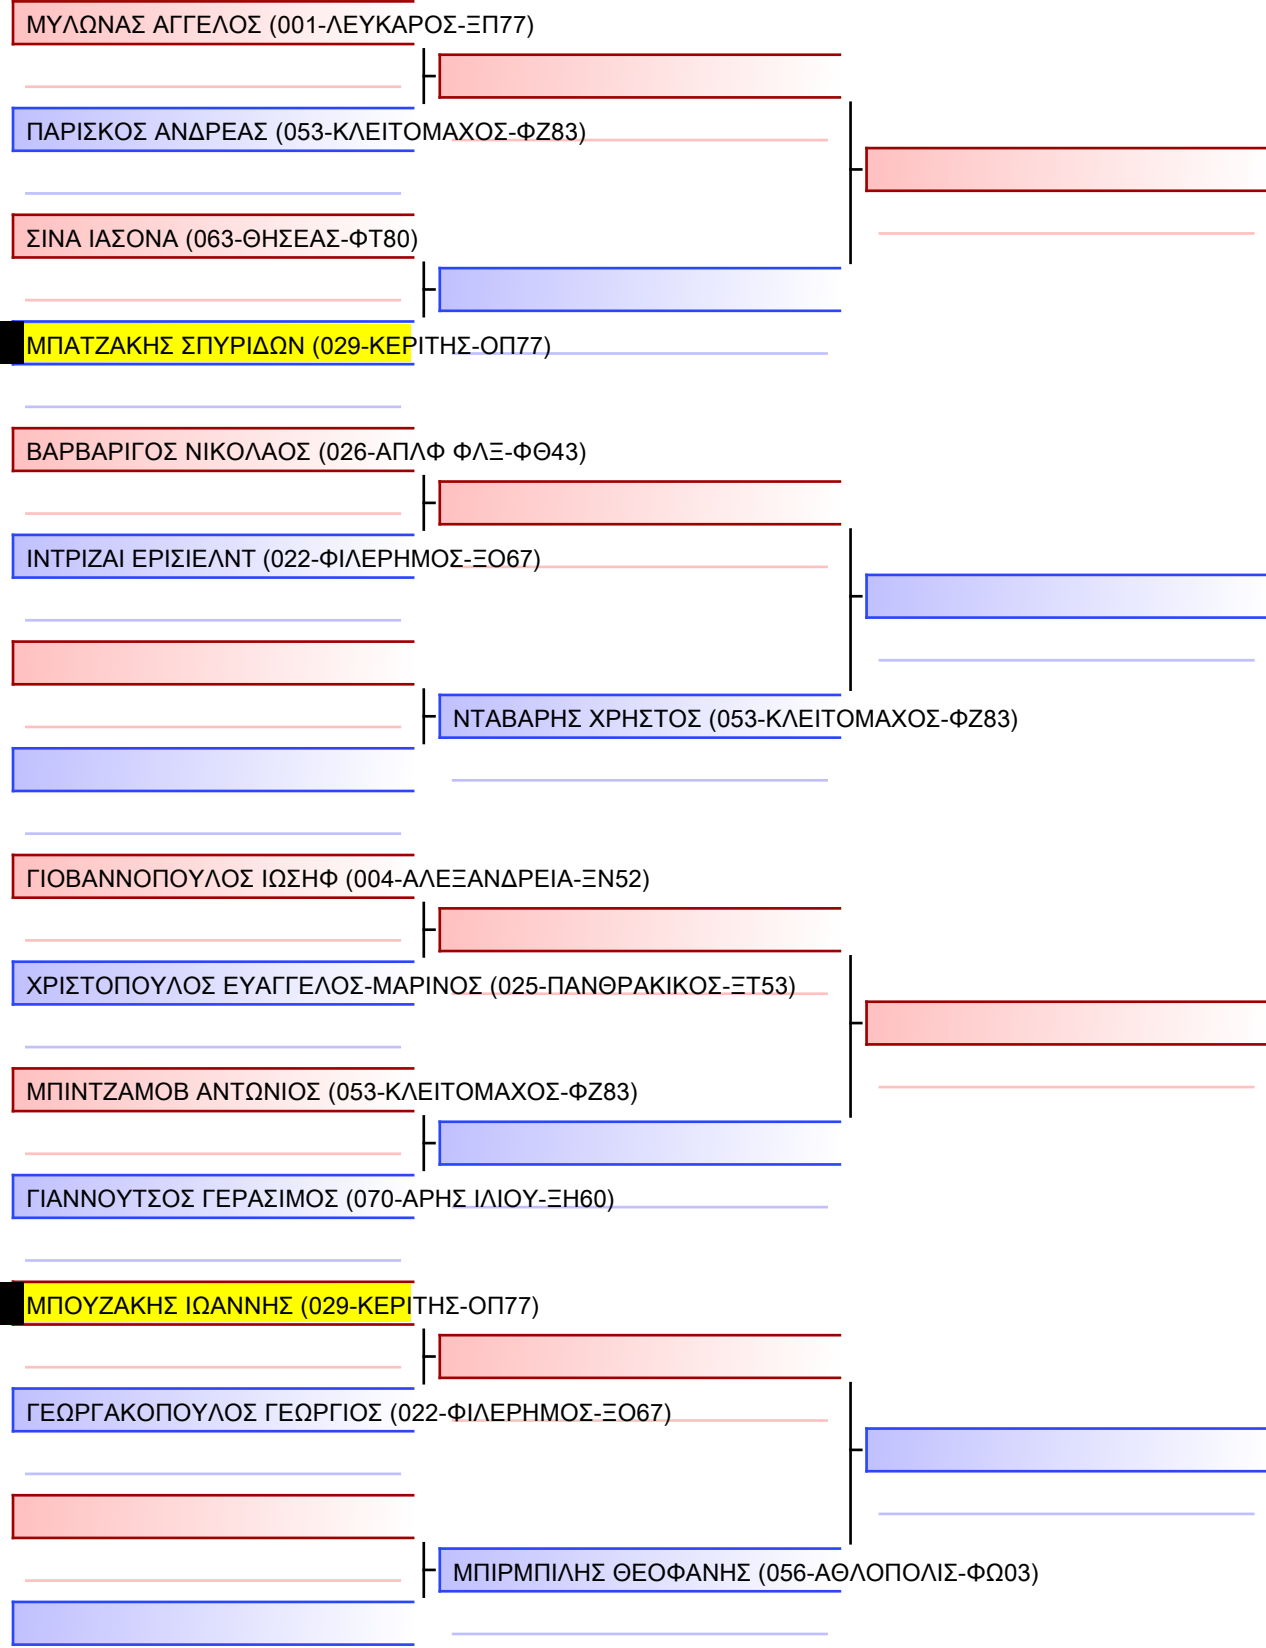 ΜΥΛΩΝΑΣ ΑΓΓΕΛΟΣ (001-ΛΕΥΚΑΡΟΣ-ΞΠ77)
ΠΑΡΙΣΚΟΣ ΑΝΔΡΕΑΣ (053-ΚΛΕΙΤΟΜΑΧΟΣ-ΦΖ83)
ΣΙΝΑ ΙΑΣΟΝΑ (063-ΘΗΣΕΑΣ-ΦΤ80)
ΜΠΑΤΖΑΚΗΣ ΣΠΥΡΙΔΩΝ (029-ΚΕΡΙΤΗΣ-ΟΠ77)
ΒΑΡΒΑΡΙΓΟΣ ΝΙΚΟΛΑΟΣ (026-ΑΠΛΦ ΦΛΞ-ΦΘ43)
ΙΝΤΡΙΖΑΙ ΕΡΙΣΙΕΛΝΤ (022-ΦΙΛΕΡΗΜΟΣ-ΞΟ67)
ΝΤΑΒΑΡΗΣ ΧΡΗΣΤΟΣ (053-ΚΛΕΙΤΟΜΑΧΟΣ-ΦΖ83)
ΓΙΟΒΑΝΝΟΠΟΥΛΟΣ ΙΩΣΗΦ (004-ΑΛΕΞΑΝΔΡΕΙΑ-ΞΝ52)
ΧΡΙΣΤΟΠΟΥΛΟΣ ΕΥΑΓΓΕΛΟΣ-ΜΑΡΙΝΟΣ (025-ΠΑΝΘΡΑΚΙΚΟΣ-ΞΤ53)
ΜΠΙΝΤΖΑΜΟΒ ΑΝΤΩΝΙΟΣ (053-ΚΛΕΙΤΟΜΑΧΟΣ-ΦΖ83)
ΓΙΑΝΝΟΥΤΣΟΣ ΓΕΡΑΣΙΜΟΣ (070-ΑΡΗΣ ΙΛΙΟΥ-ΞΗ60)
ΜΠΟΥΖΑΚΗΣ ΙΩΑΝΝΗΣ (029-ΚΕΡΙΤΗΣ-ΟΠ77)
ΓΕΩΡΓΑΚΟΠΟΥΛΟΣ ΓΕΩΡΓΙΟΣ (022-ΦΙΛΕΡΗΜΟΣ-ΞΟ67)
ΜΠΙΡΜΠΙΛΗΣ ΘΕΟΦΑΝΗΣ (056-ΑΘΛΟΠΟΛΙΣ-ΦΩ03)